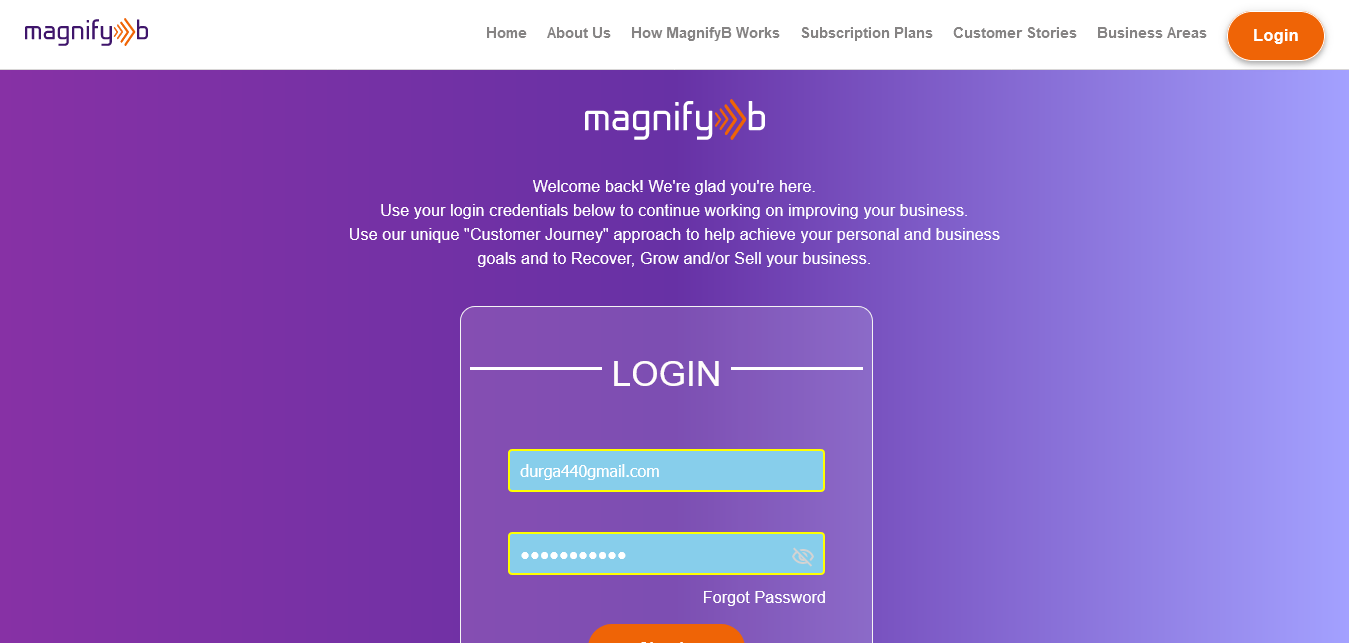 magnifyb
Home About Us How MagnifyB Works Subscription Plans Customer Stories Business Areas Login
magnifyb
Welcome back! We're glad you're here.
Use your login credentials below to continue working on improving your business.
Use our unique "Customer Journey" approach to help achieve your personal and business
goals and to Recover, Grow and/or Sell your business.
LOGIN
durga440gmail.com
•••••••••••
Forgot Password